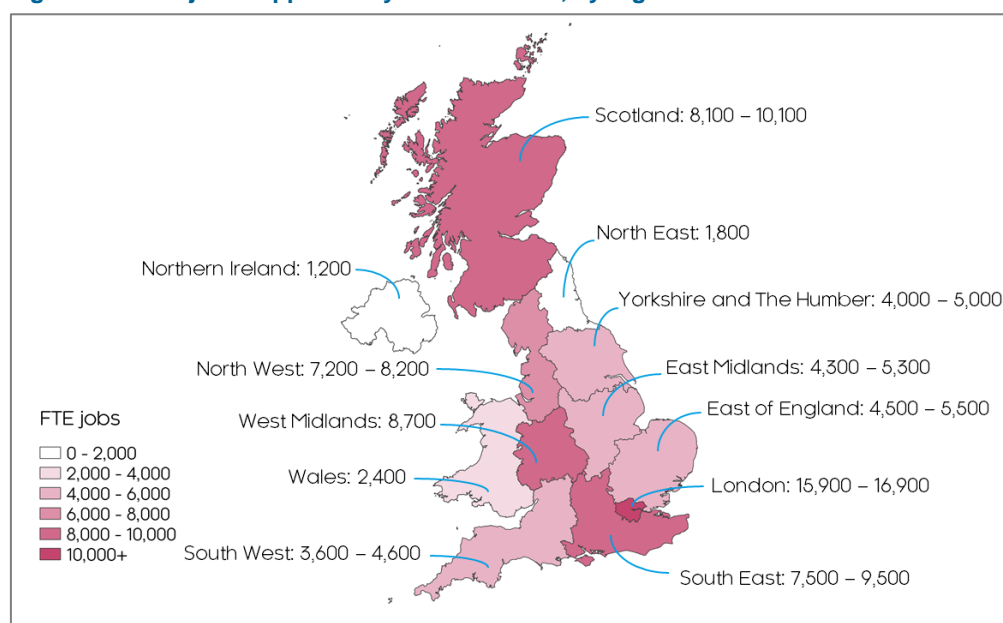 Scotland: 8,100 – 10,100
North East: 1,800
Northern Ireland: 1,200
Yorkshire and The Humber: 4,000 – 5,000
North West: 7,200 – 8,200
East Midlands: 4,300 – 5,300
East of England: 4,500 – 5,500
West Midlands: 8,700
Wales: 2,400
London: 15,900 – 16,900
South West: 3,600 – 4,600
South East: 7,500 – 9,500
FTE jobs
0 - 2,000
2,000 - 4,000
4,000 - 6,000
6,000 - 8,000
8,000 - 10,000
10,000+